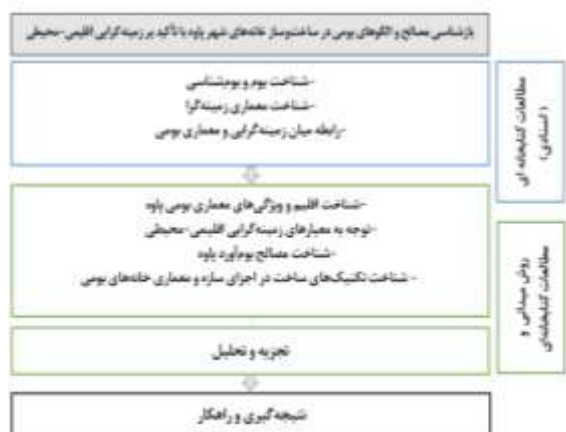 بازشناسی مصالح و الگوهای بومی در ساخت‌وساز خانه‌های شهر پاوه با تأکید بر زمینه‌گرایی اقلیمی-محیطی
-شناخت بوم و بوم‌شناسی
-شناخت معماری زمینه‌گرا
-رابطه میان زمینه‌گرایی و معماری بومی
مطالعات کتابخانه ای
(اسنادی)
-شناخت اقلیم و ویژگی‌های معماری بومی پاوه
-توجه به معیارهای زمینه‌گرایی اقلیمی-محیطی
-شناخت مصالح بوم‌آورد پاوه
- شناخت تکنیک‌های ساخت در اجزای سازه و معماری خانه‌های بومی
روش میدانی و
مطالعات کتابخانه‌ای
تجزیه و تحلیل
نتیجه‌گیری و راهکار